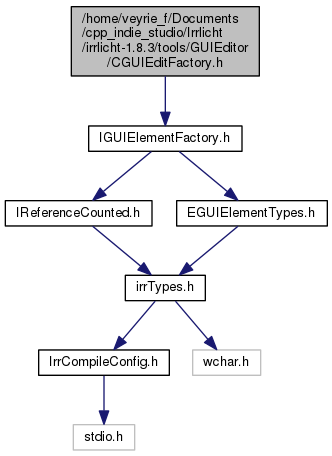 /home/veyrie_f/Documents
/cpp_indie_studio/Irrlicht
/irrlicht-1.8.3/tools/GUIEditor
/CGUIEditFactory.h
IGUIElementFactory.h
IReferenceCounted.h
EGUIElementTypes.h
irrTypes.h
IrrCompileConfig.h
wchar.h
stdio.h